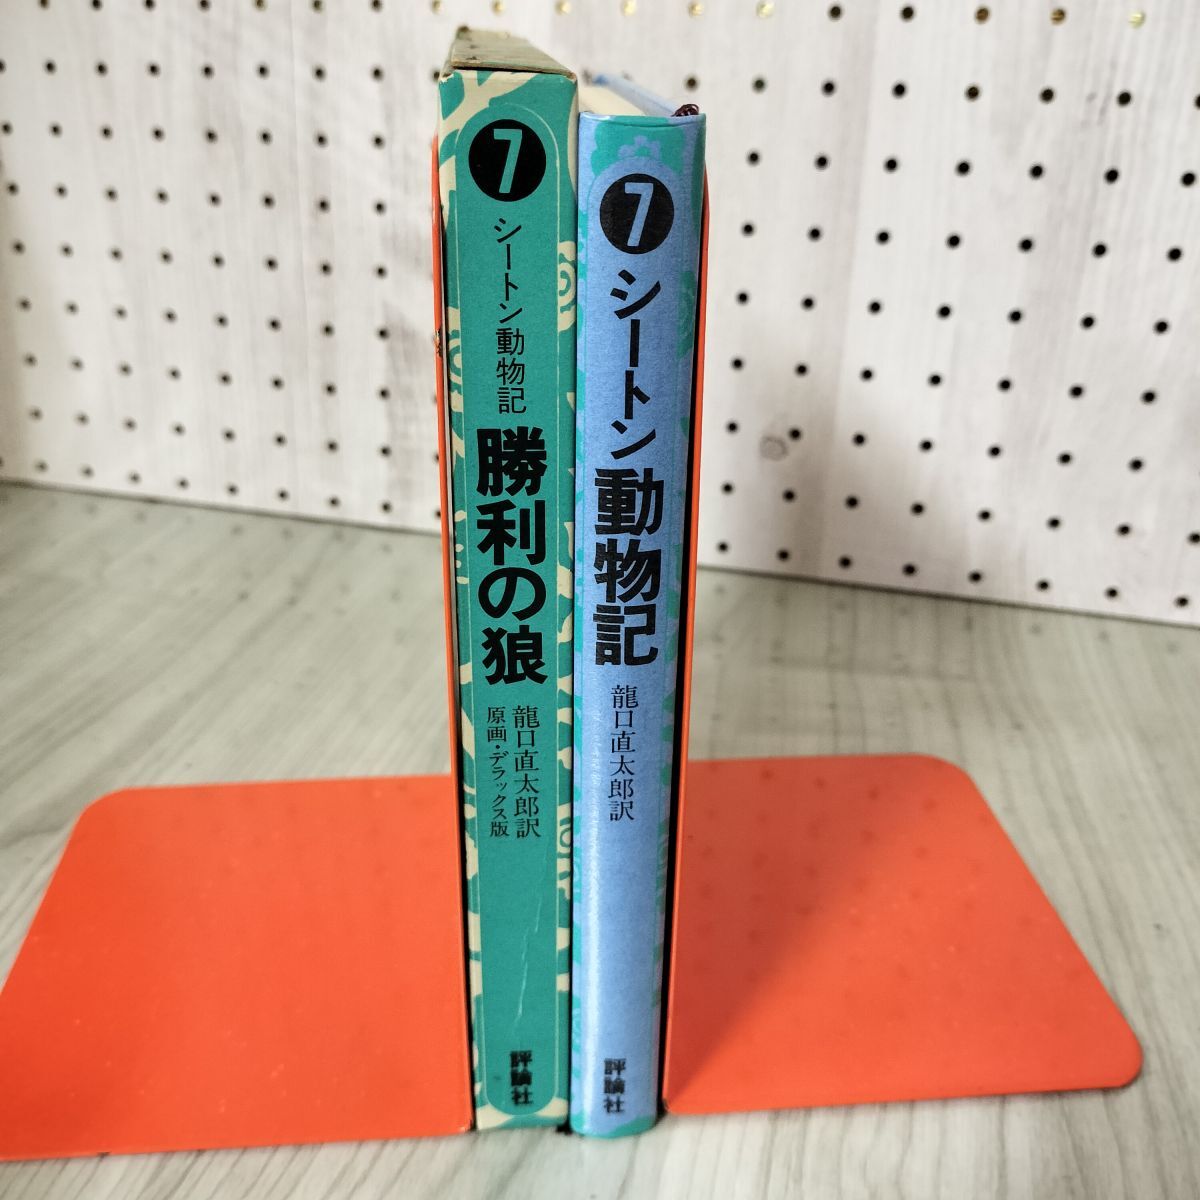 7
シートン動物記
勝利の狼
龍口直太郎訳
原画・デラックス版
評論社
7
シートン動物記
龍口直太郎訳
評論社